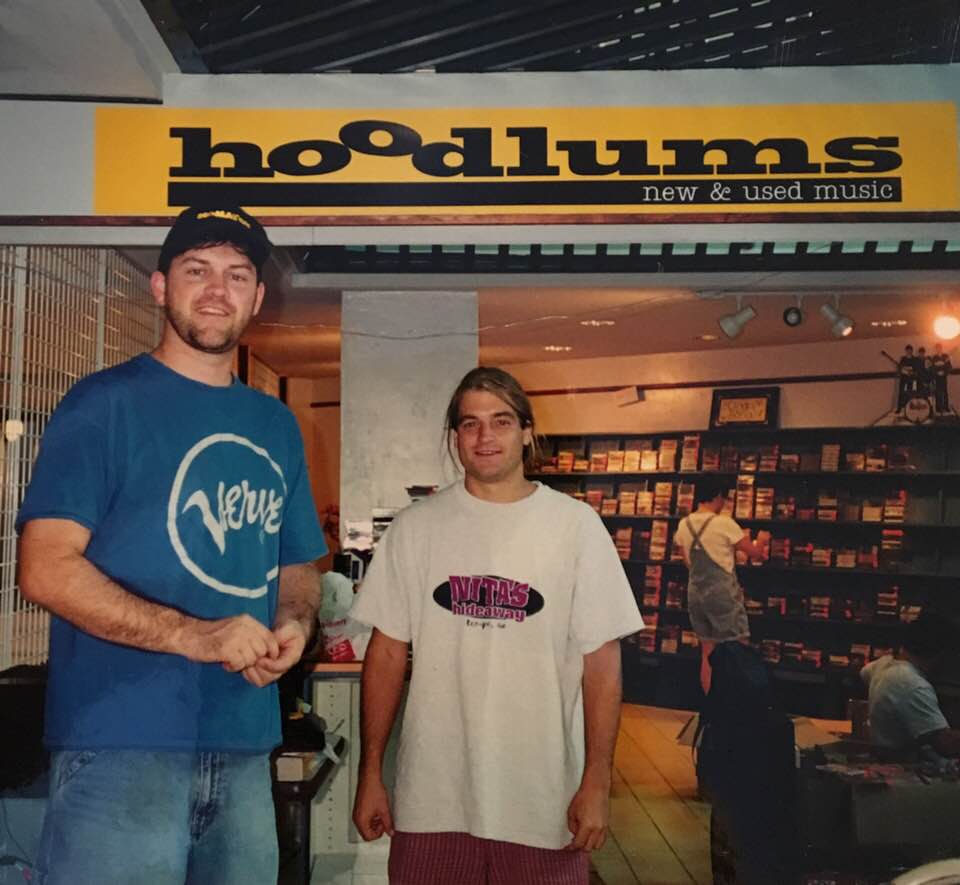 hoodlums
new & used music
verve
NITA'S
hideaway